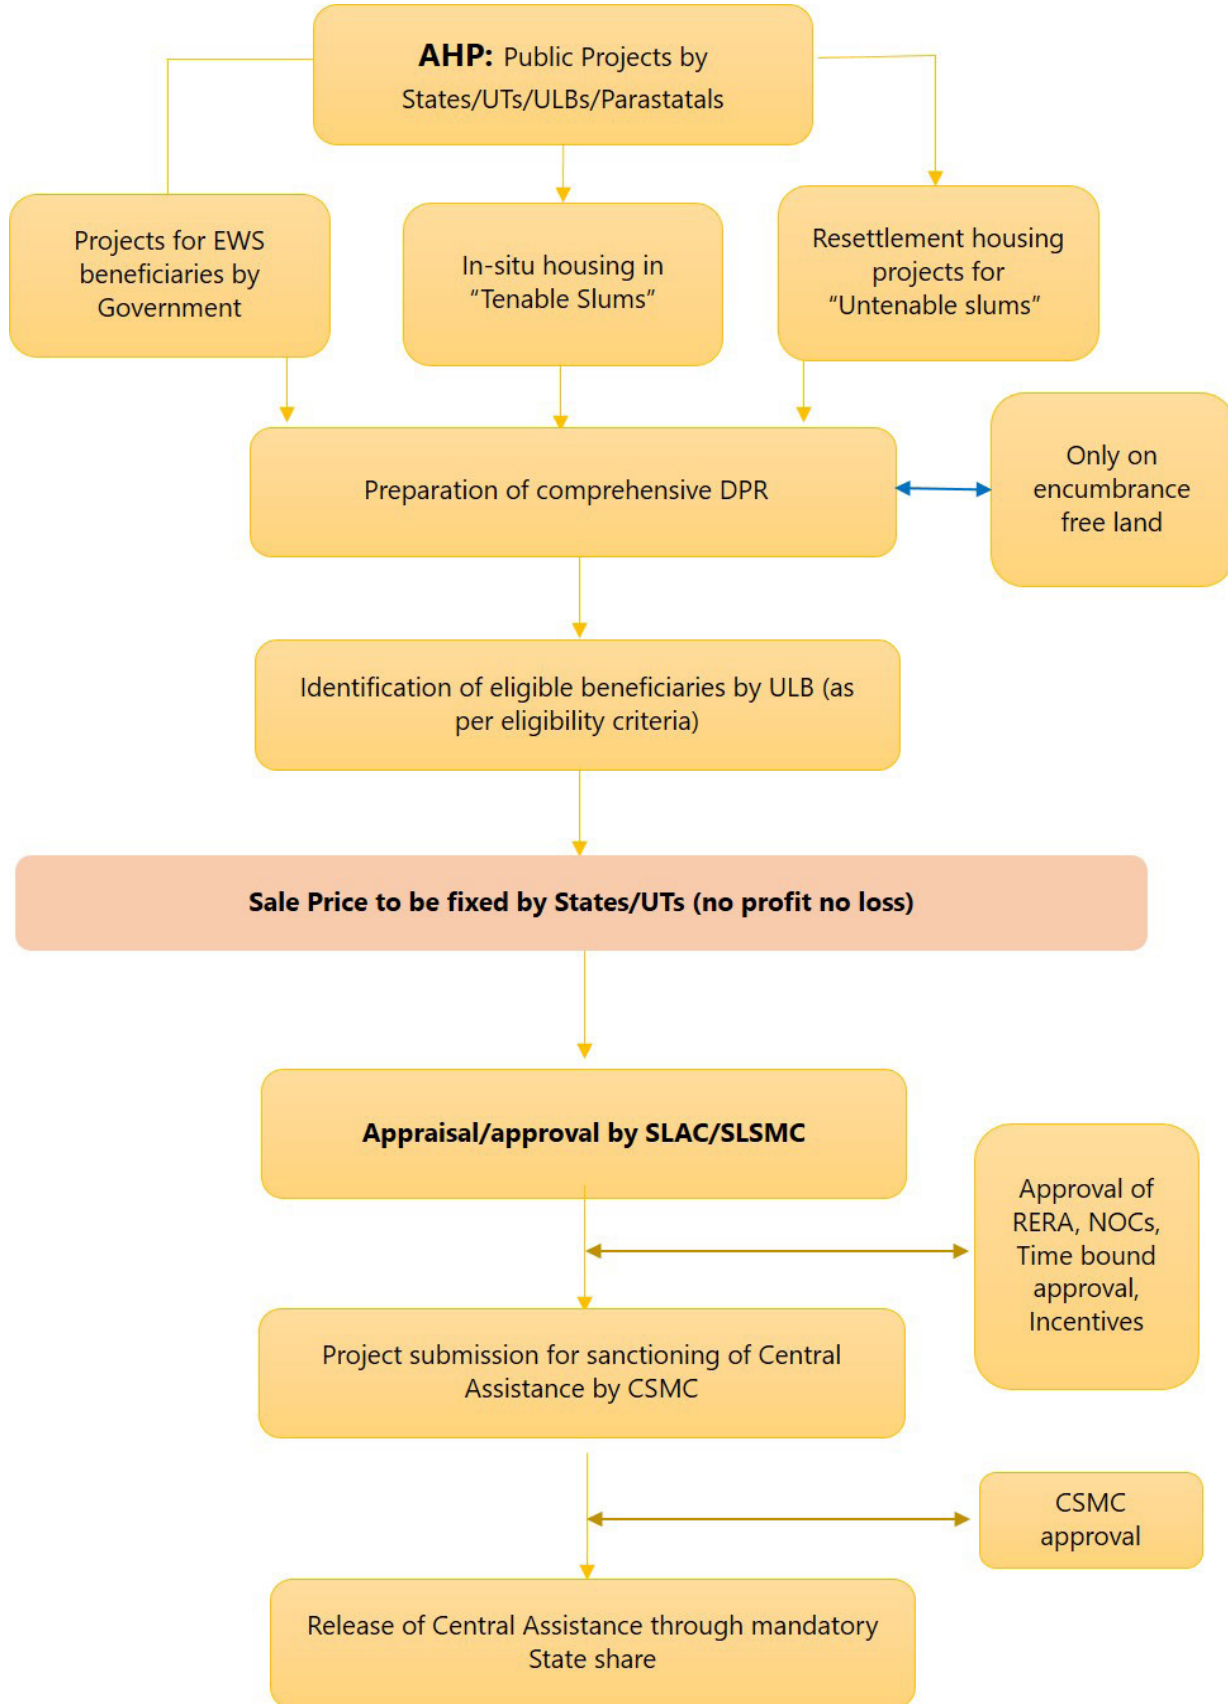 AHP: Public Projects by
States/UTs/ULBs/Parastatals
Projects for EWS
beneficiaries by
Government
In-situ housing in
“Tenable Slums”
Resettlement housing
projects for
“Untenable slums”
Preparation of comprehensive DPR
Only on
encumbrance
free land
Identification of eligible beneficiaries by ULB (as
per eligibility criteria)
Sale Price to be fixed by States/UTs (no profit no loss)
Appraisal/approval by SLAC/SLSMC
Approval of
RERA, NOCs,
Time bound
approval,
Incentives
Project submission for sanctioning of Central
Assistance by CSMC
CSMC
approval
Release of Central Assistance through mandatory
State share